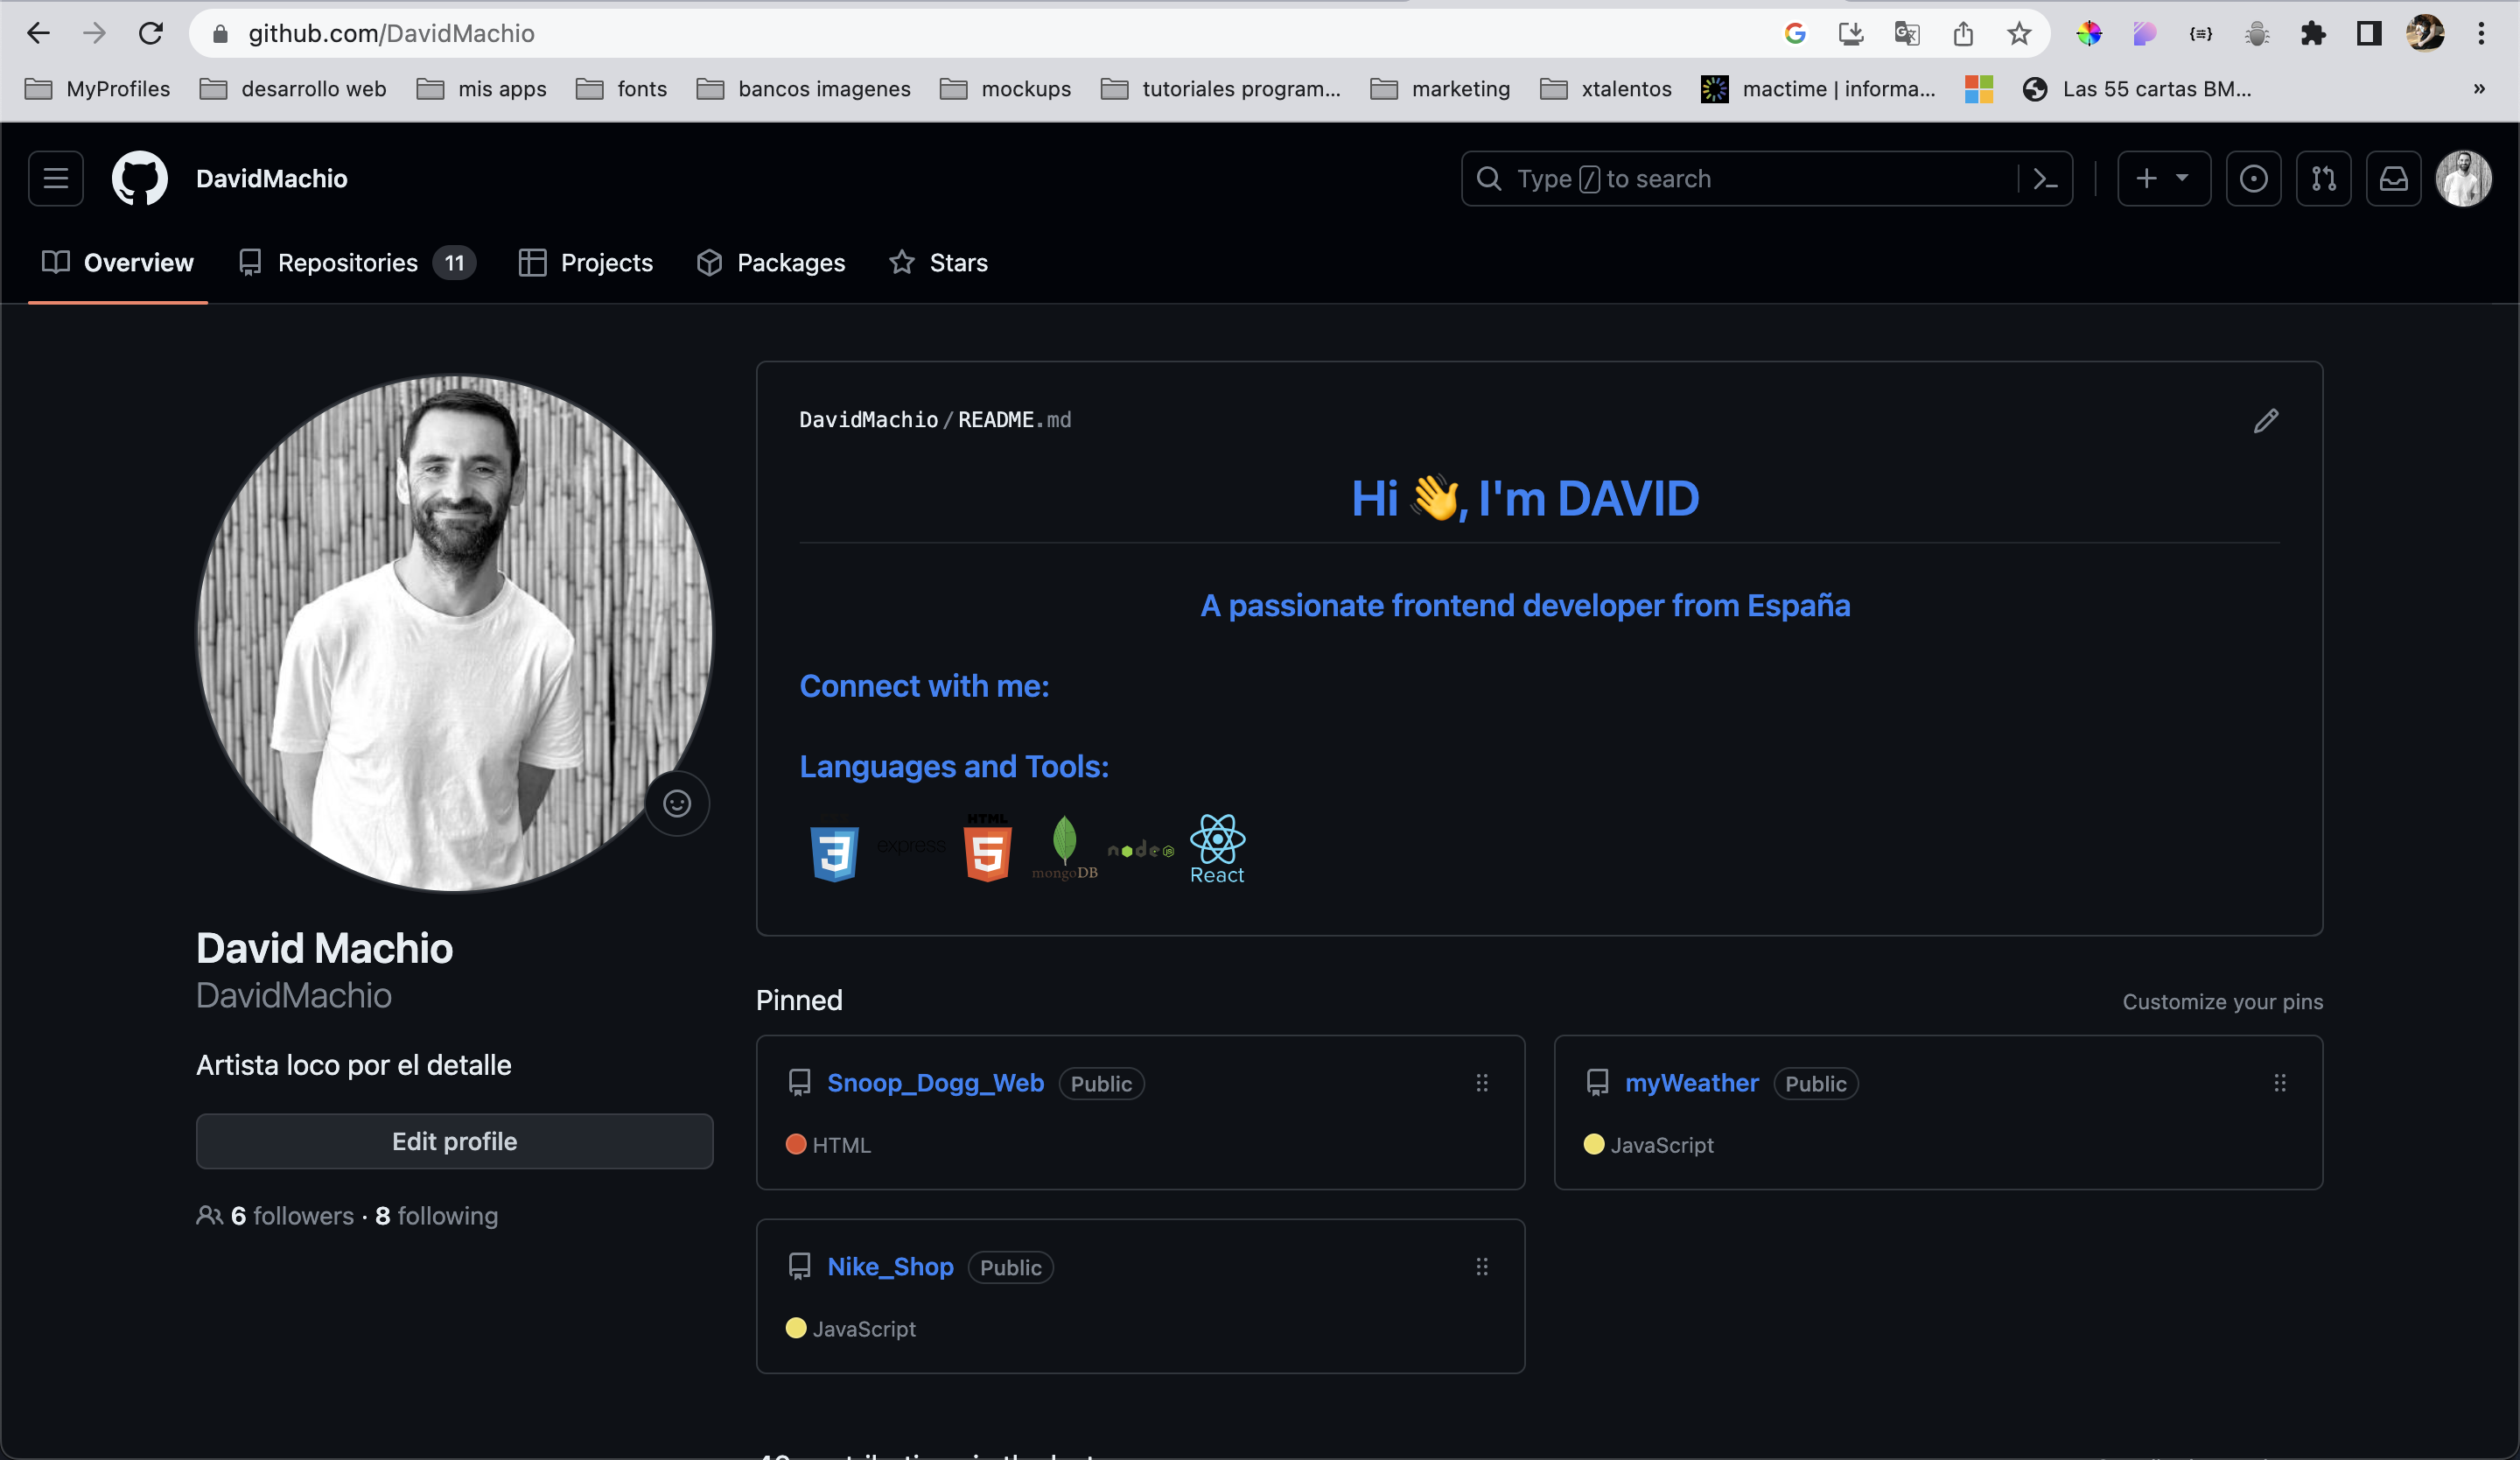 github.com/DavidMachio
MyProfiles desarrollo web mis apps fonts bancos imagenes mockups tutoriales program... marketing xtalentos mactime | informa... Las 55 cartas BM... »
DavidMachio
Type / to search
Overview Repositories 11 Projects Packages Stars
DavidMachio/README.md
Hi 👋, I'm DAVID
A passionate frontend developer from España
Connect with me:
Languages and Tools:
express
HTML
mongoDB
node
React
David Machio
DavidMachio
Artista loco por el detalle
Edit profile
6 followers · 8 following
Pinned
Customize your pins
Snoop_Dogg_Web Public
HTML
myWeather Public
JavaScript
Nike_Shop Public
JavaScript